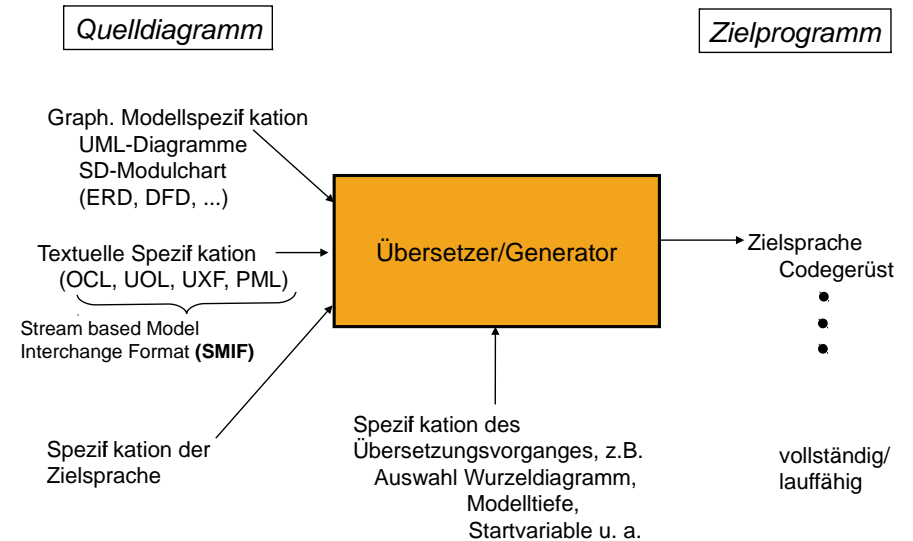 Quelldiagramm
Zielprogramm
Graph. Modellspezif kation
UML-Diagramme
SD-Modulchart
(ERD, DFD, ...)
Textuelle Spezif kation
(OCL, UOL, UXF, PML)
Stream based Model
Interchange Format (SMIF)
Spezif kation der
Zielsprache
Übersetzer/Generator
Spezif kation des
Übersetzungsvorganges, z.B.
Auswahl Wurzeldiagramm,
Modelltiefe,
Startvariable u. a.
Zielsprache
Codegerüst
vollständig/
lauffähig